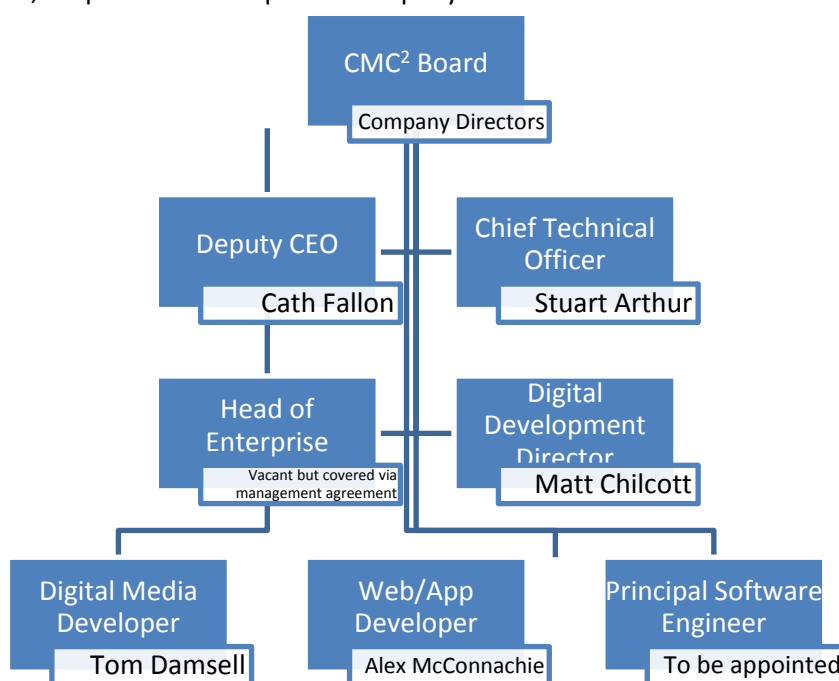 CMC² Board
Company Directors
Deputy CEO
Cath Fallon
Chief Technical
Officer
Stuart Arthur
Head of
Enterprise
Vacant but covered via
management agreement
Digital
Development
Director
Matt Chilcott
Digital Media
Developer
Tom Damsell
Web/App
Developer
Alex McConnachie
Principal Software
Engineer
To be appointed